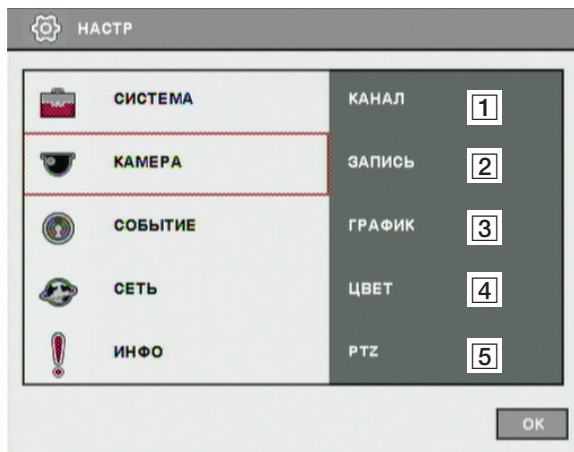 НАСТР
СИСТЕМА КАНАЛ 1
КАМЕРА ЗАПИСЬ 2
СОБЫТИЕ ГРАФИК 3
СЕТЬ ЦВЕТ 4
ИНФО PTZ 5
OK